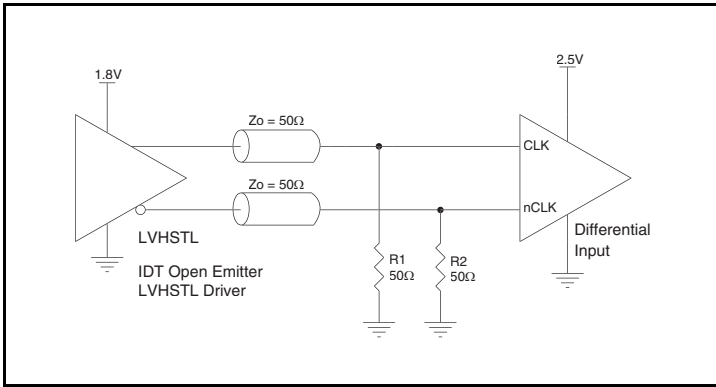 1.8V
2.5V
Zo = 50Ω
CLK
Zo = 50Ω
nCLK
LVHSTL
IDT Open Emitter
LVHSTL Driver
R1
50Ω
R2
50Ω
Differential
Input